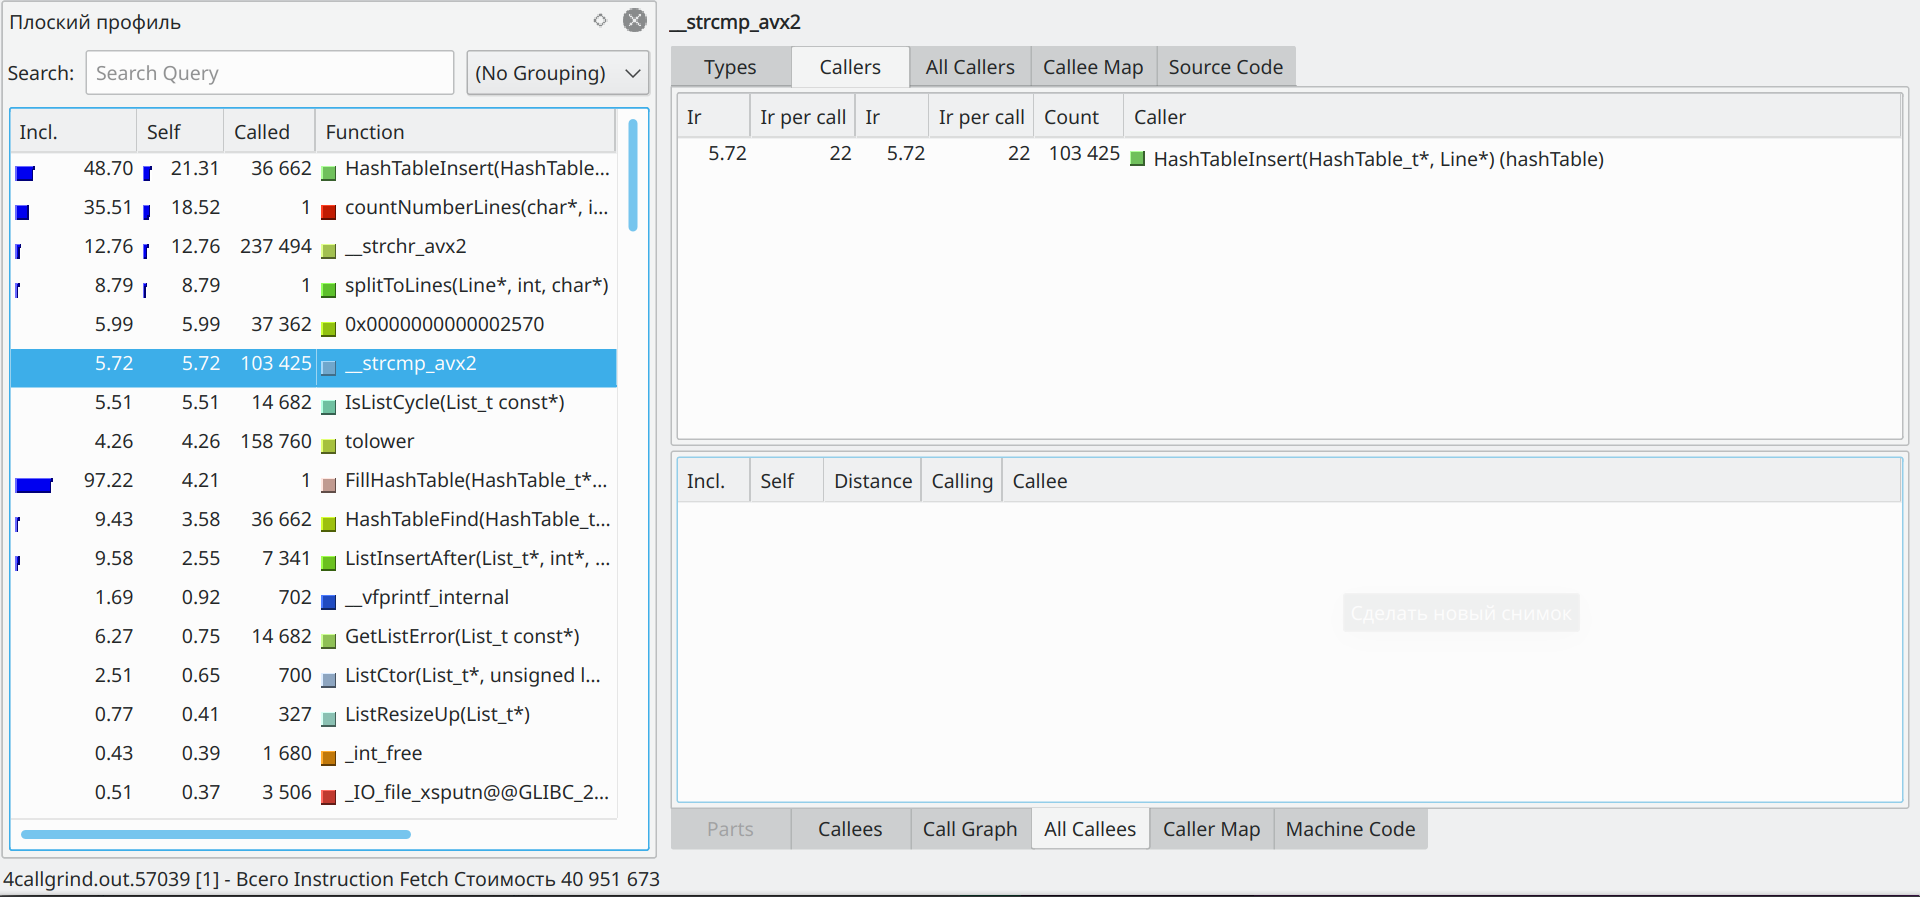 Плоский профиль
Search: Search Query (No Grouping)
Incl. Self Called Function
48.70 21.31 36 662 HashTableInsert(HashTable...
35.51 18.52 1 countNumberLines(char*, i...
12.76 12.76 237 494 __strchr_avx2
8.79 8.79 1 splitToLines(Line*, int, char*)
5.99 5.99 37 362 0x0000000000002570
5.72 5.72 103 425 __strcmp_avx2
5.51 5.51 14 682 IsListCycle(List_t const*)
4.26 4.26 158 760 tolower
97.22 4.21 1 FillHashTable(HashTable_t*...
9.43 3.58 36 662 HashTableFind(HashTable_t...
9.58 2.55 7 341 ListInsertAfter(List_t*, int*, ...
1.69 0.92 702 __vfprintf_internal
6.27 0.75 14 682 GetListError(List_t const*)
2.51 0.65 700 ListCtor(List_t*, unsigned l...
0.77 0.41 327 ListResizeUp(List_t*)
0.43 0.39 1 680 _int_free
0.51 0.37 3 506 _IO_file_xsputn@@GLIBC_2...
__strcmp_avx2
Types Callers All Callers Callee Map Source Code
Ir Ir per call Ir Ir per call Count Caller
5.72 22 5.72 22 103 425 HashTableInsert(HashTable_t*, Line*) (hashTable)
Incl. Self Distance Calling Callee
Сделать новый снимок
Parts Callees Call Graph All Callees Caller Map Machine Code
4callgrind.out.57039 [1] - Всего Instruction Fetch Стоимость 40 951 673